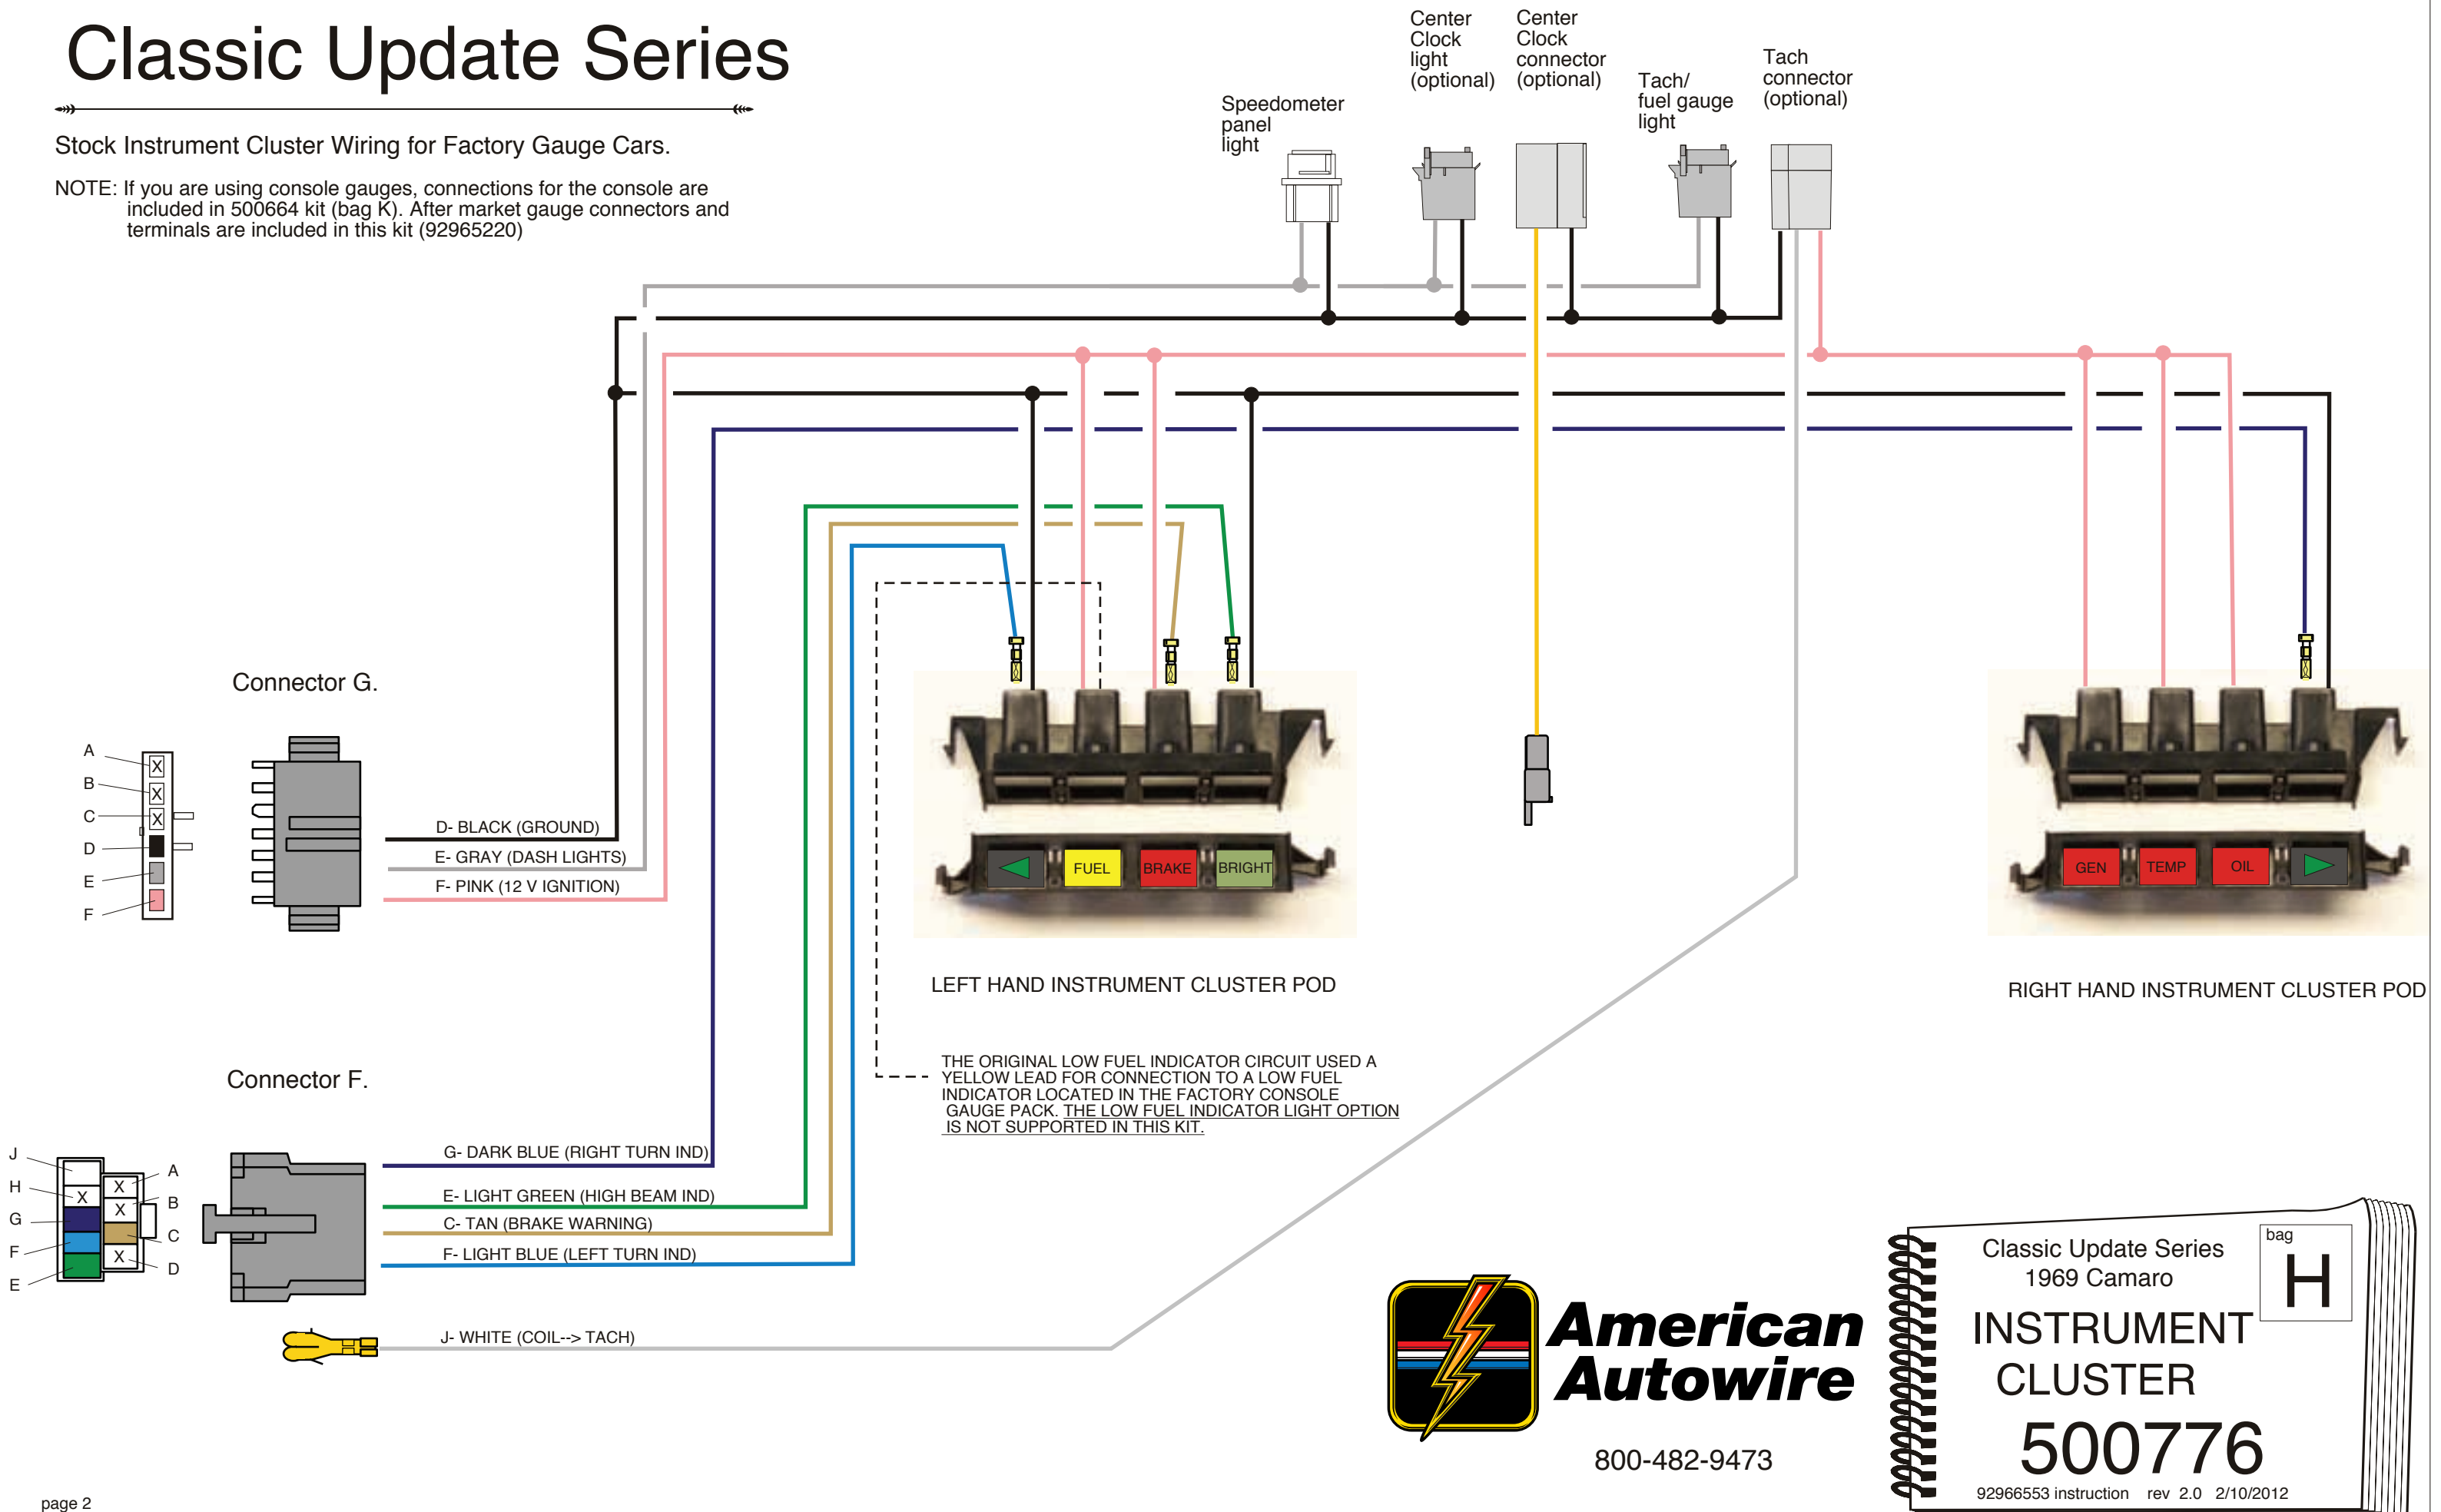 Classic Update Series
Stock Instrument Cluster Wiring for Factory Gauge Cars.
NOTE: If you are using console gauges, connections for the console are
included in 500664 kit (bag K). After market gauge connectors and
terminals are included in this kit (92965220)
Speedometer
panel
light
Center
Clock
light
(optional)
Center
Clock
connector
(optional)
Tach/
fuel gauge
light
Tach
connector
(optional)
Connector G.
A
B
C
D
E
F
X
X
X
D
D- BLACK (GROUND)
E- GRAY (DASH LIGHTS)
F- PINK (12 V IGNITION)
FUEL
BRAKE
BRIGHT
LEFT HAND INSTRUMENT CLUSTER POD
GEN
TEMP
OIL
RIGHT HAND INSTRUMENT CLUSTER POD
THE ORIGINAL LOW FUEL INDICATOR CIRCUIT USED A
YELLOW LEAD FOR CONNECTION TO A LOW FUEL
INDICATOR LOCATED IN THE FACTORY CONSOLE
GAUGE PACK. THE LOW FUEL INDICATOR LIGHT OPTION
IS NOT SUPPORTED IN THIS KIT.
Connector F.
J
H
G
F
E
X
X
X
X
A
B
C
D
G- DARK BLUE (RIGHT TURN IND)
E- LIGHT GREEN (HIGH BEAM IND)
C- TAN (BRAKE WARNING)
F- LIGHT BLUE (LEFT TURN IND)
J- WHITE (COIL--> TACH)
American
Autowire
800-482-9473
Classic Update Series
1969 Camaro
bag
H
INSTRUMENT
CLUSTER
500776
92966553 instruction rev 2.0 2/10/2012
page 2